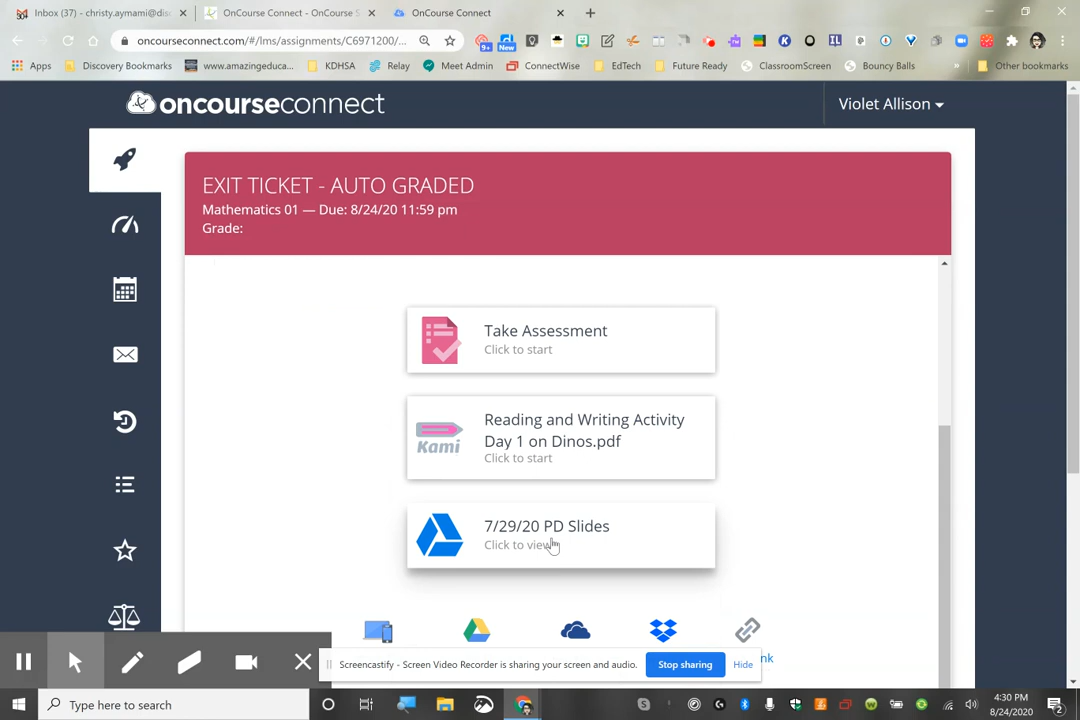 Inbox (37) - christy.aymami@dis
OnCourse Connect - OnCourse S
OnCourse Connect
oncourseconnect.com/#/lms/assignments/C6971200/...
9+
New
Apps
Discovery Bookmarks
www.amazingeduca...
KDHSA
Relay
Meet Admin
ConnectWise
EdTech
Future Ready
ClassroomScreen
Bouncy Balls
»
Other bookmarks
oncourseconnect
Violet Allison
EXIT TICKET - AUTO GRADED
Mathematics 01 — Due: 8/24/20 11:59 pm
Grade:
Take Assessment
Click to start
Kami
Reading and Writing Activity
Day 1 on Dinos.pdf
Click to start
7/29/20 PD Slides
Click to view
nk
Screencastify - Screen Video Recorder is sharing your screen and audio.
Stop sharing
Hide
Type here to search
4:30 PM
8/24/2020
2